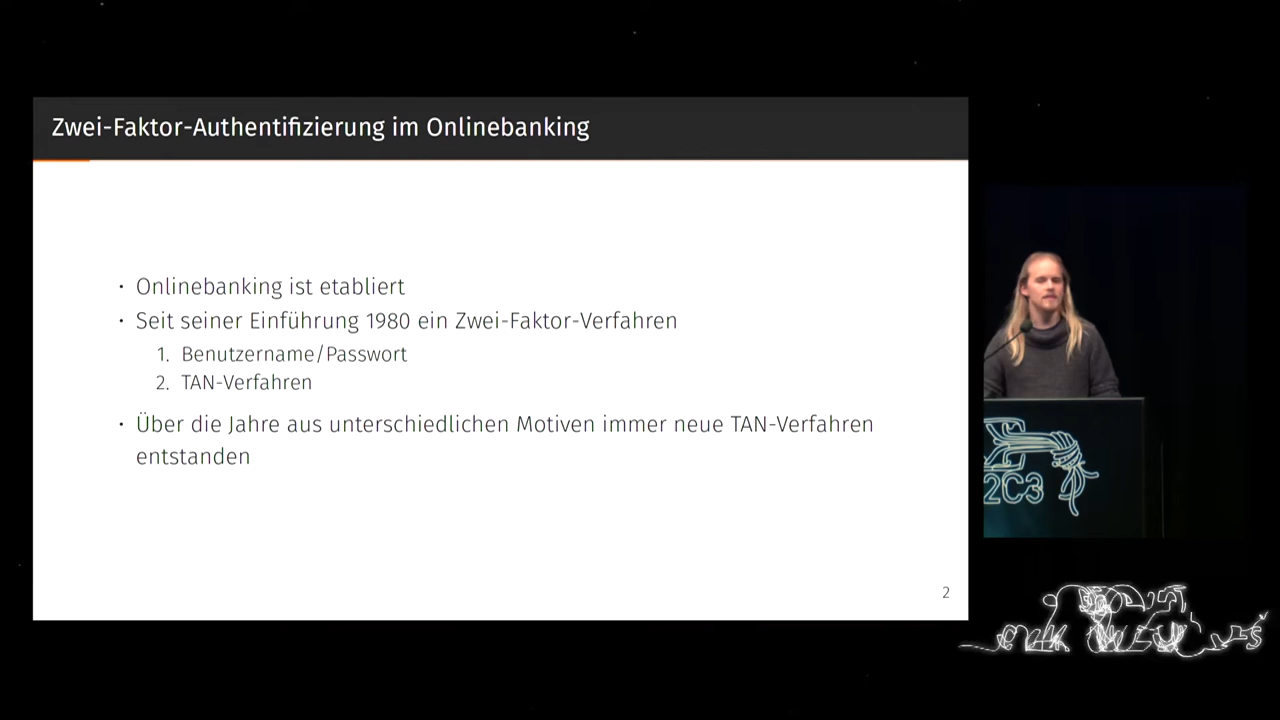 Zwei-Faktor-Authentifizierung im Onlinebanking
· Onlinebanking ist etabliert
· Seit seiner Einführung 1980 ein Zwei-Faktor-Verfahren
1. Benutzername/Passwort
2. TAN-Verfahren
· Über die Jahre aus unterschiedlichen Motiven immer neue TAN-Verfahren
entstanden
2
2C3